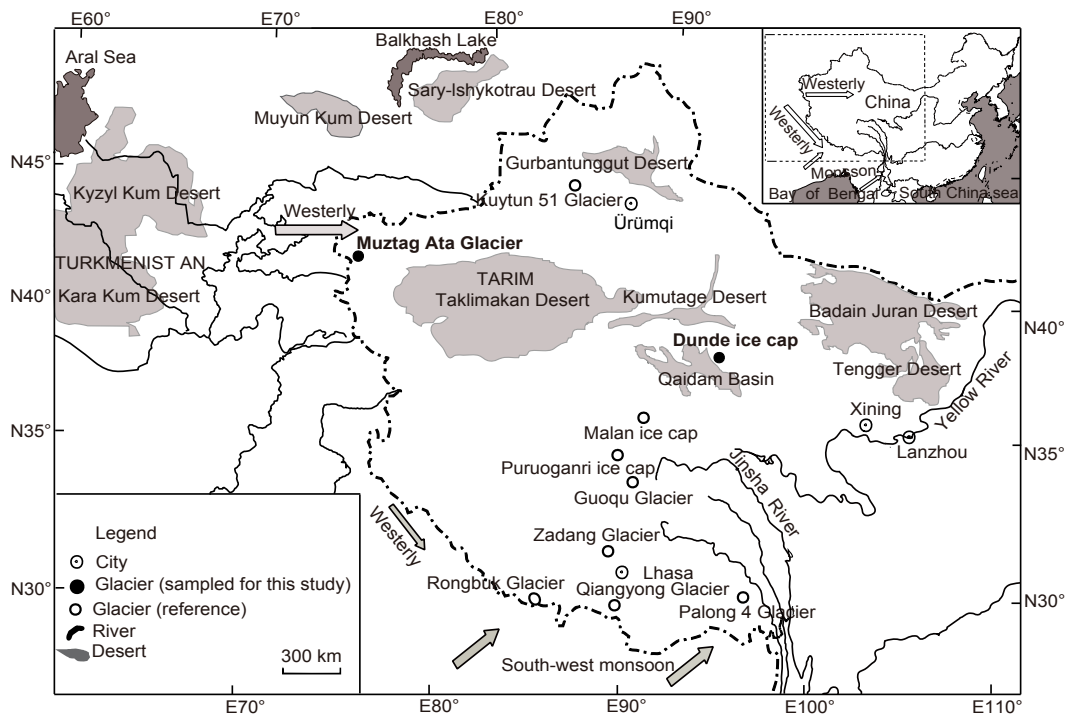 E60°
E70°
E80°
E90°
Aral Sea
Balkhash Lake
Sary-Ishykotrau Desert
Muyun Kum Desert
Westerly
China
Westerly
Monsson
Bay of Bengal
South China sea
N45°
Gurbantunggut Desert
Kyzyl Kum Desert
Kuytun 51 Glacier
Ürümqi
Westerly
Muztag Ata Glacier
TURKMENIST AN
Kara Kum Desert
N40°
TARIM
Taklimakan Desert
Kumutage Desert
Badain Juran Desert
N40°
Dunde ice cap
Qaidam Basin
Tengger Desert
Yellow River
Xining
Lanzhou
N35°
Malan ice cap
N35°
Puruoganri ice cap
Guoqu Glacier
Jinsha River
Legend
City
Glacier (sampled for this study)
Glacier (reference)
River
Desert
300 km
Westerly
Zadang Glacier
Lhasa
N30°
Rongbuk Glacier
Qiangyong Glacier
Palong 4 Glacier
N30°
South-west monsoon
E70°
E80°
E90°
E100°
E110°